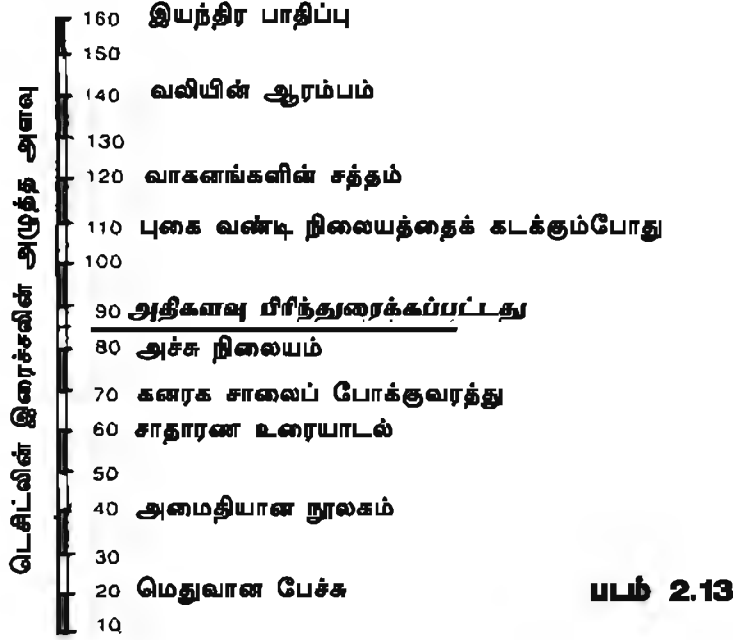 160 இயந்திர பாதிப்பு
150
140 வலியின் ஆரம்பம்
130
120 வாகனங்களின் சத்தம்
110 புகை வண்டி நிலையத்தைக் கடக்கும்போது
100
90 அதிகளவு பிரிந்துரைக்கப்பட்டது
80 அச்சு நிலையம்
70 கனரக சாலைப் போக்குவரத்து
60 சாதாரண உரையாடல்
50
40 அமைதியான நூலகம்
30
20 மெதுவான பேச்சு
10
டெசிட்லின் இரைச்சலின் அழுத்த அளவு
படம் 2.13